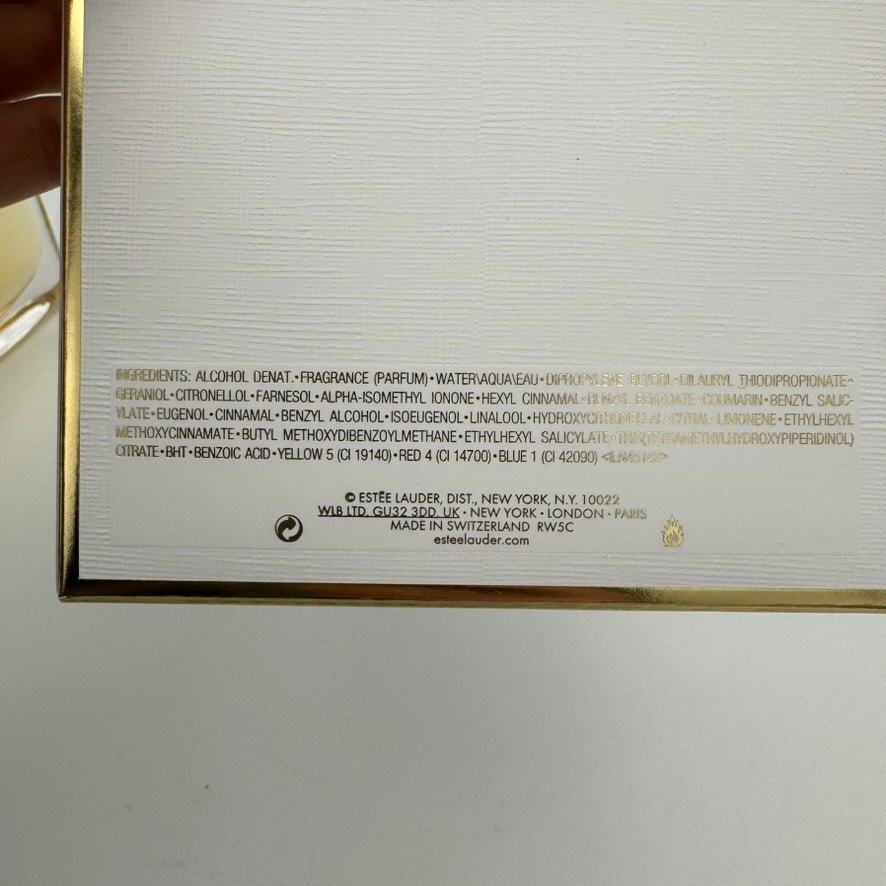 INGREDIENTS: ALCOHOL DENAT.•FRAGRANCE (PARFUM)•WATER\AQUA\EAU•DIPROPYLENE GLYCOL•DILAURYL THIODIPROPIONATE•
GERANIOL•CITRONELLOL•FARNESOL•ALPHA-ISOMETHYL IONONE•HEXYL CINNAMAL•BENZYL BENZOATE•COUMARIN•BENZYL SALIC-
YLATE•EUGENOL•CINNAMAL•BENZYL ALCOHOL•ISOEUGENOL•LINALOOL•HYDROXYCITRONELLAL•CITRAL•LIMONENE•ETHYLHEXYL
METHOXYCINNAMATE•BUTYL METHOXYDIBENZOYLMETHANE•ETHYLHEXYL SALICYLATE•TRIS(TETRAMETHYLHYDROXYPIPERIDINOL)
CITRATE•BHT•BENZOIC ACID•YELLOW 5 (CI 19140)•RED 4 (CI 14700)•BLUE 1 (CI 42090)
© ESTĒE LAUDER, DIST., NEW YORK, N.Y. 10022
WLB LTD, GU32 3DD, UK • NEW YORK • LONDON • PARIS
MADE IN SWITZERLAND RW5C
esteelauder.com